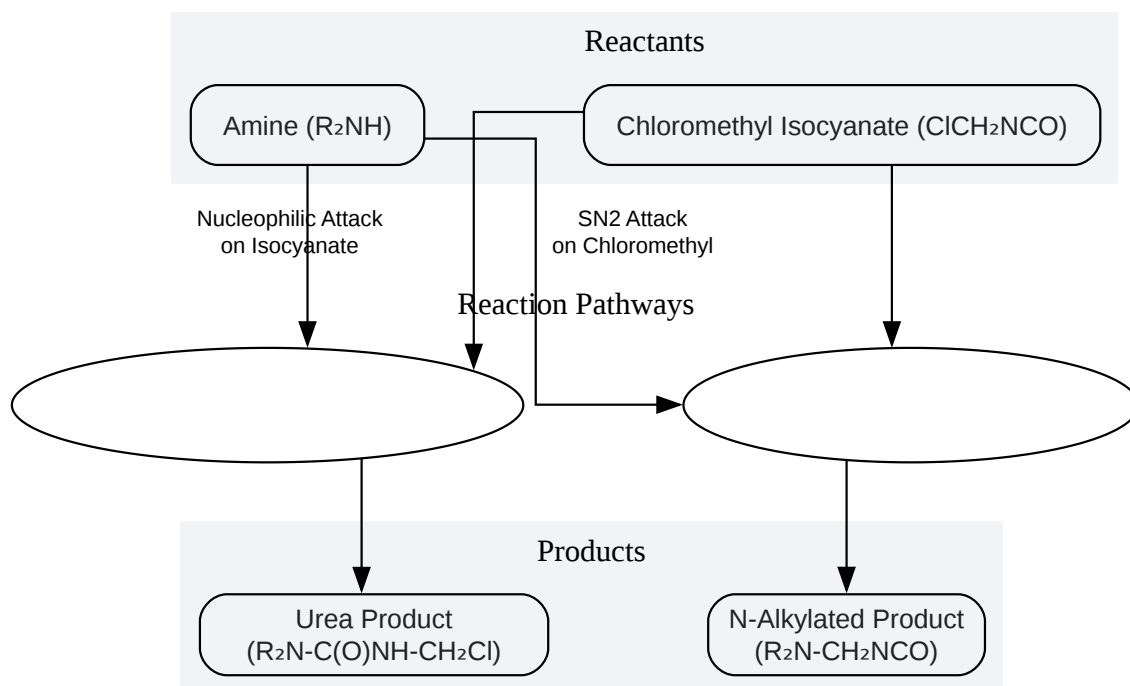 Reactants
Amine (R₂NH)
Chloromethyl Isocyanate (ClCH₂NCO)
Nucleophilic Attack
on Isocyanate
SN2 Attack
on Chloromethyl
Reaction Pathways
Products
Urea Product
(R₂N-C(O)NH-CH₂Cl)
N-Alkylated Product
(R₂N-CH₂NCO)